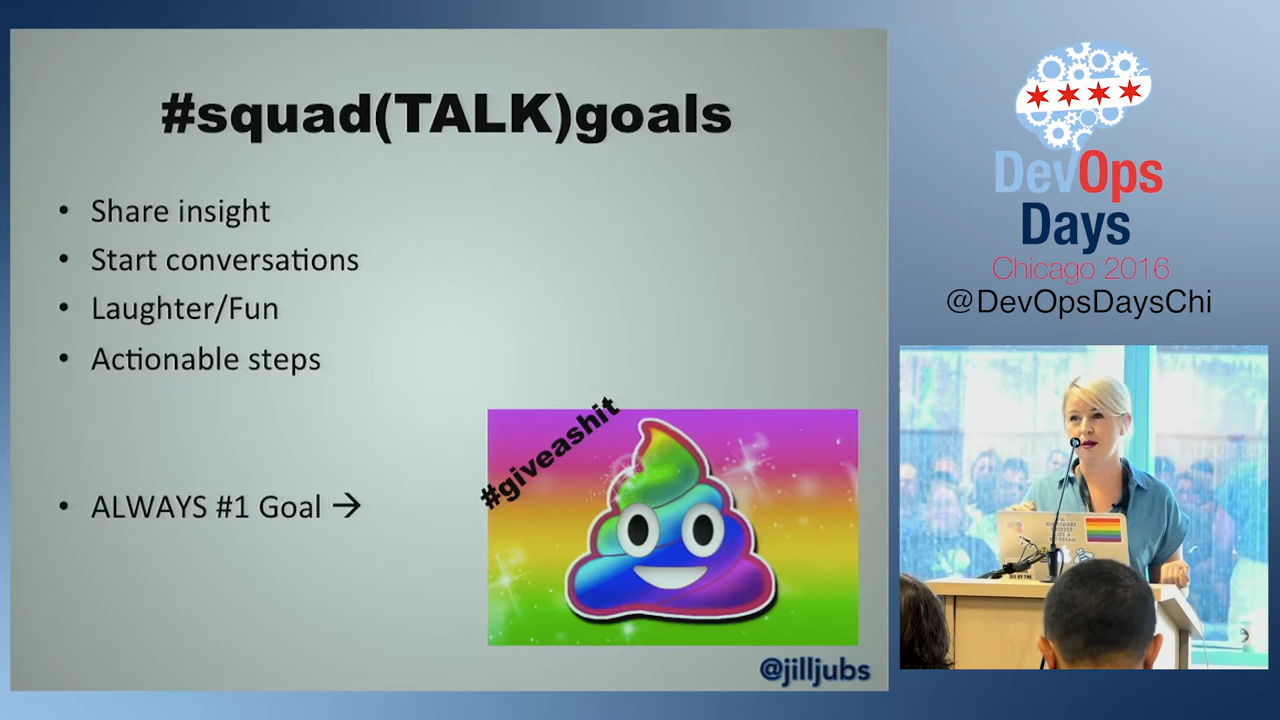 #squad(TALK)goals
• Share insight
• Start conversations
• Laughter/Fun
• Actionable steps
• ALWAYS #1 Goal →
#giveashit
@jilljubs
DevOps
Days
Chicago 2016
@DevOpsDaysChi